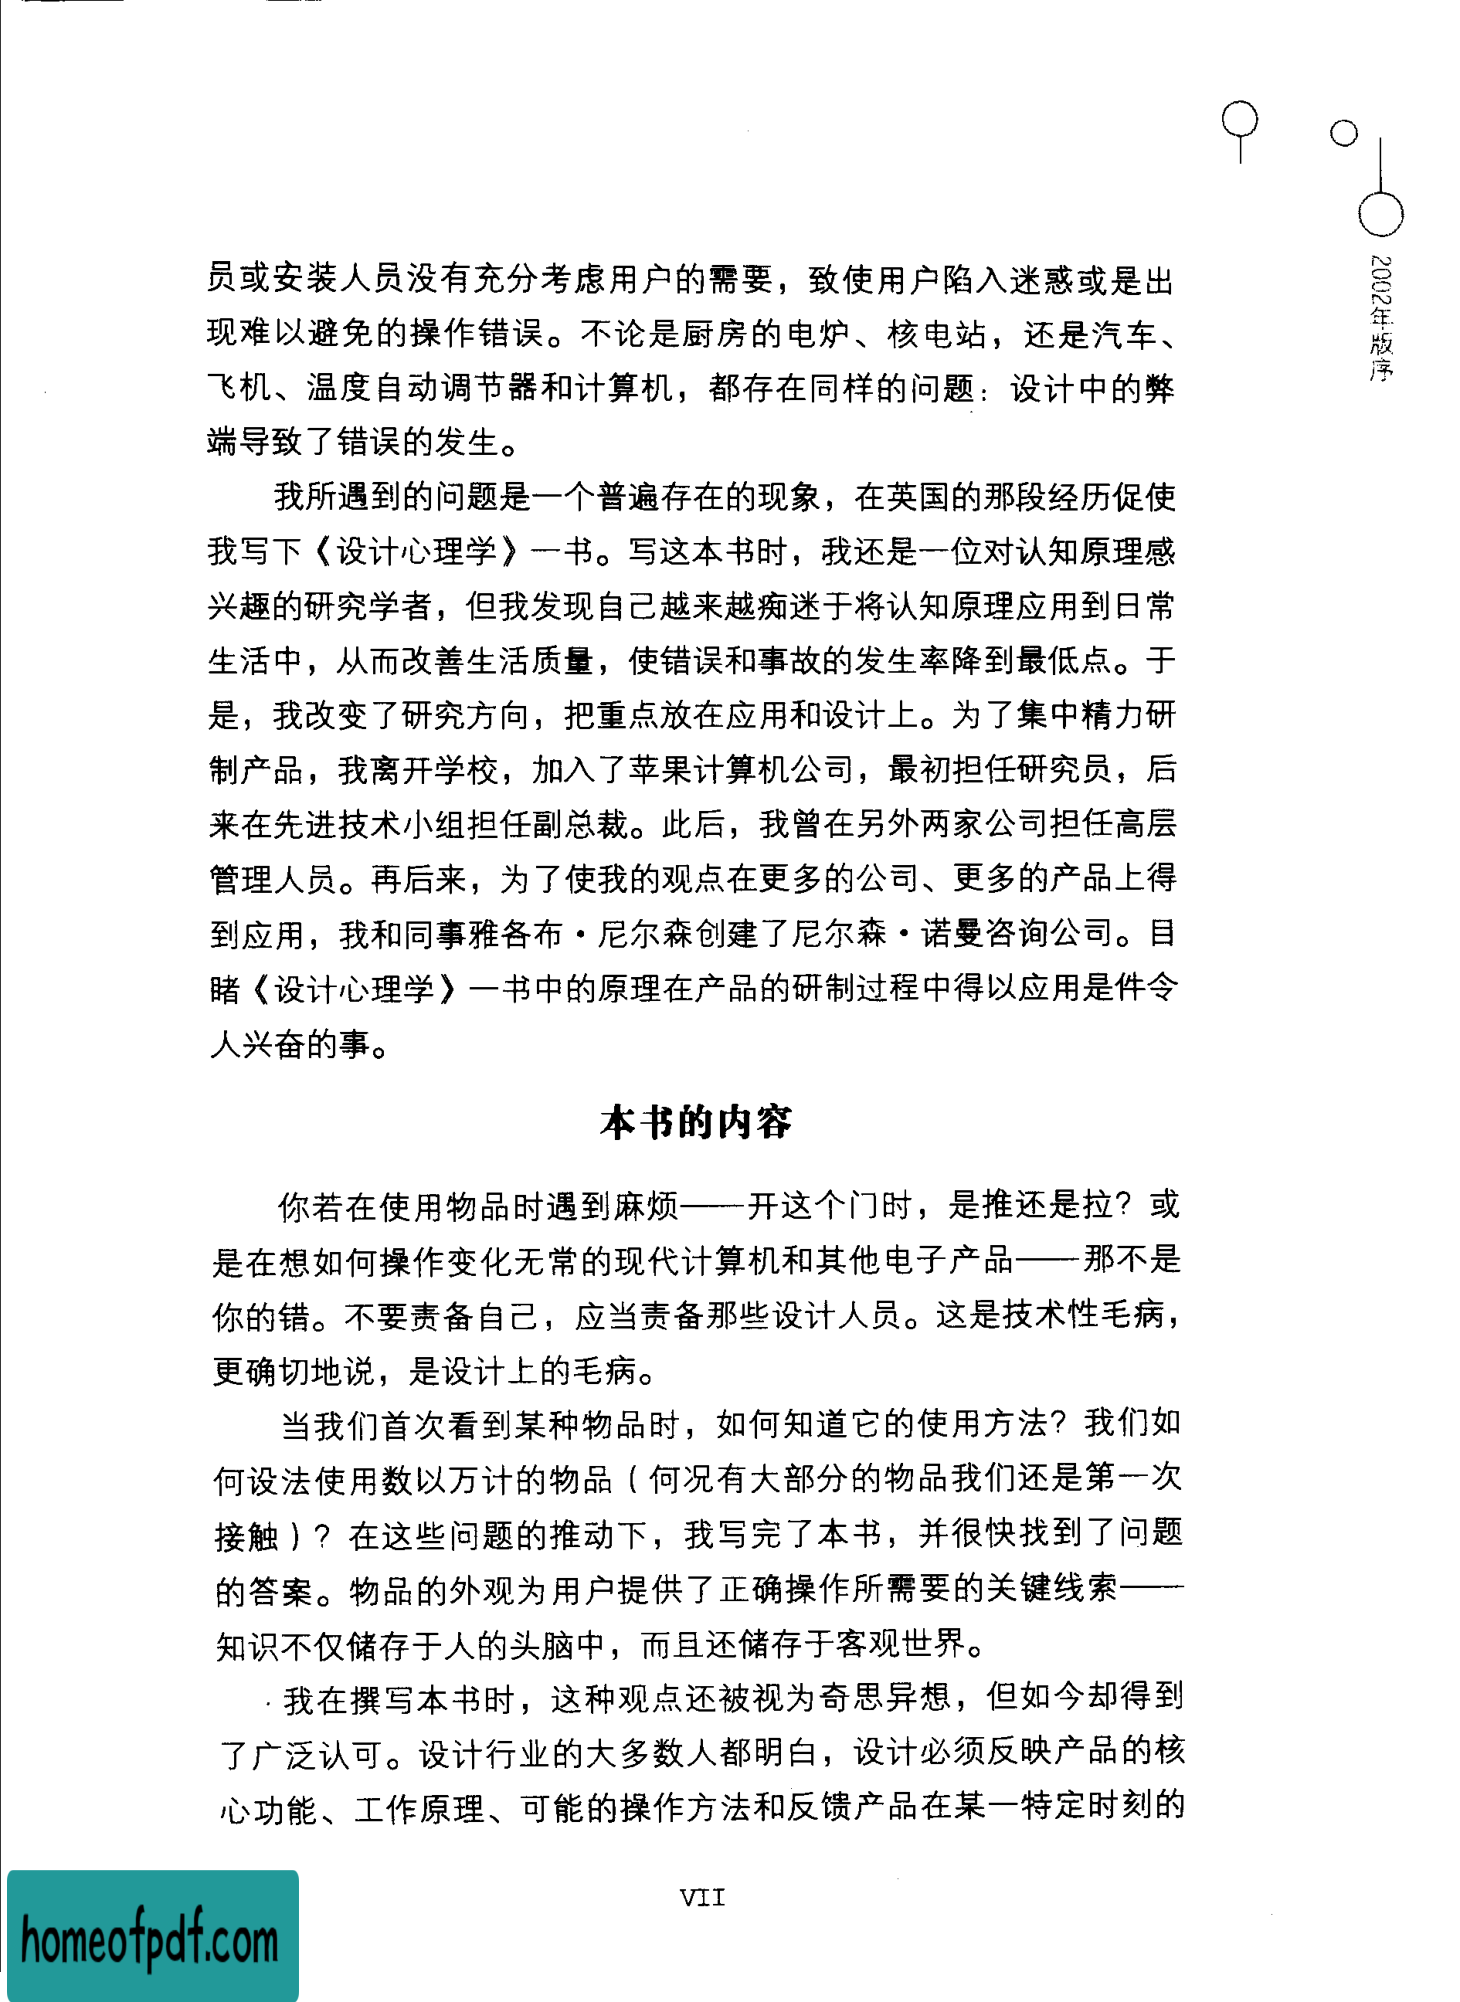 2002年版序
员或安装人员没有充分考虑用户的需要，致使用户陷入迷惑或是出
现难以避免的操作错误。不论是厨房的电炉、核电站，还是汽车、
飞机、温度自动调节器和计算机，都存在同样的问题：设计中的弊
端导致了错误的发生。
我所遇到的问题是一个普遍存在的现象，在英国的那段经历促使
我写下《设计心理学》一书。写这本书时，我还是一位对认知原理感
兴趣的研究学者，但我发现自己越来越痴迷于将认知原理应用到日常
生活中，从而改善生活质量，使错误和事故的发生率降到最低点。于
是，我改变了研究方向，把重点放在应用和设计上。为了集中精力研
制产品，我离开学校，加入了苹果计算机公司，最初担任研究员，后
来在先进技术小组担任副总裁。此后，我曾在另外两家公司担任高层
管理人员。再后来，为了使我的观点在更多的公司、更多的产品上得
到应用，我和同事雅各布·尼尔森创建了尼尔森·诺曼咨询公司。目
睹《设计心理学》一书中的原理在产品的研制过程中得以应用是件令
人兴奋的事。
本书的内容
你若在使用物品时遇到麻烦——开这个门时，是推还是拉？或
是在想如何操作变化无常的现代计算机和其他电子产品——那不是
你的错。不要责备自己，应当责备那些设计人员。这是技术性毛病，
更确切地说，是设计上的毛病。
当我们首次看到某种物品时，如何知道它的使用方法？我们如
何设法使用数以万计的物品（何况有大部分的物品我们还是第一次
接触）？在这些问题的推动下，我写完了本书，并很快找到了问题
的答案。物品的外观为用户提供了正确操作所需要的关键线索——
知识不仅储存于人的头脑中，而且还储存于客观世界。
我在撰写本书时，这种观点还被视为奇思异想，但如今却得到
了广泛认可。设计行业的大多数人都明白，设计必须反映产品的核
心功能、工作原理、可能的操作方法和反馈产品在某一特定时刻的
VII
homeofpdf.com